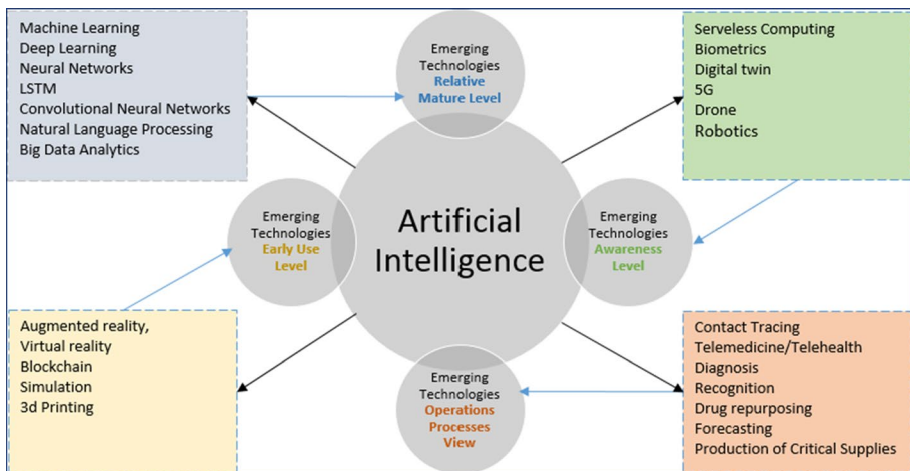 Machine Learning
Deep Learning
Neural Networks
LSTM
Convolutional Neural Networks
Natural Language Processing
Big Data Analytics
Emerging
Technologies
Relative
Mature Level
Serveless Computing
Biometrics
Digital twin
5G
Drone
Robotics
Emerging
Technologies
Early Use
Level
Artificial
Intelligence
Emerging
Technologies
Awareness
Level
Augmented reality,
Virtual reality
Blockchain
Simulation
3d Printing
Emerging
Technologies
Operations
Processes
View
Contact Tracing
Telemedicine/Telehealth
Diagnosis
Recognition
Drug repurposing
Forecasting
Production of Critical Supplies